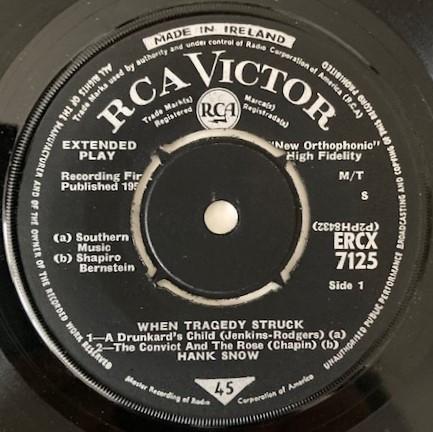 MADE IN IRELAND
Trade Marks used by authority and under control of Radio Corporation of America (R.C.A.)
RCA VICTOR
Trade Mark(s) Registered
RCA
Marca(s) Registrada(s)
EXTENDED PLAY
"New Orthophonic" High Fidelity
Recording First Published 195
M/T
S
(a) Southern Music
(b) Shapiro Bernstein
(P2PH8432)
ERCX
7125
Side 1
WHEN TRAGEDY STRUCK
1—A Drunkard's Child (Jenkins-Rodgers) (a)
2—The Convict And The Rose (Chapin) (b)
HANK SNOW
45
Master Recording of Radio Corporation of America
ALL RIGHTS OF THE MANUFACTURER AND OF THE OWNER OF THE RECORDED WORK RESERVED
UNAUTHORISED PUBLIC PERFORMANCE BROADCASTING AND COPYING OF THIS RECORD PROHIBITED